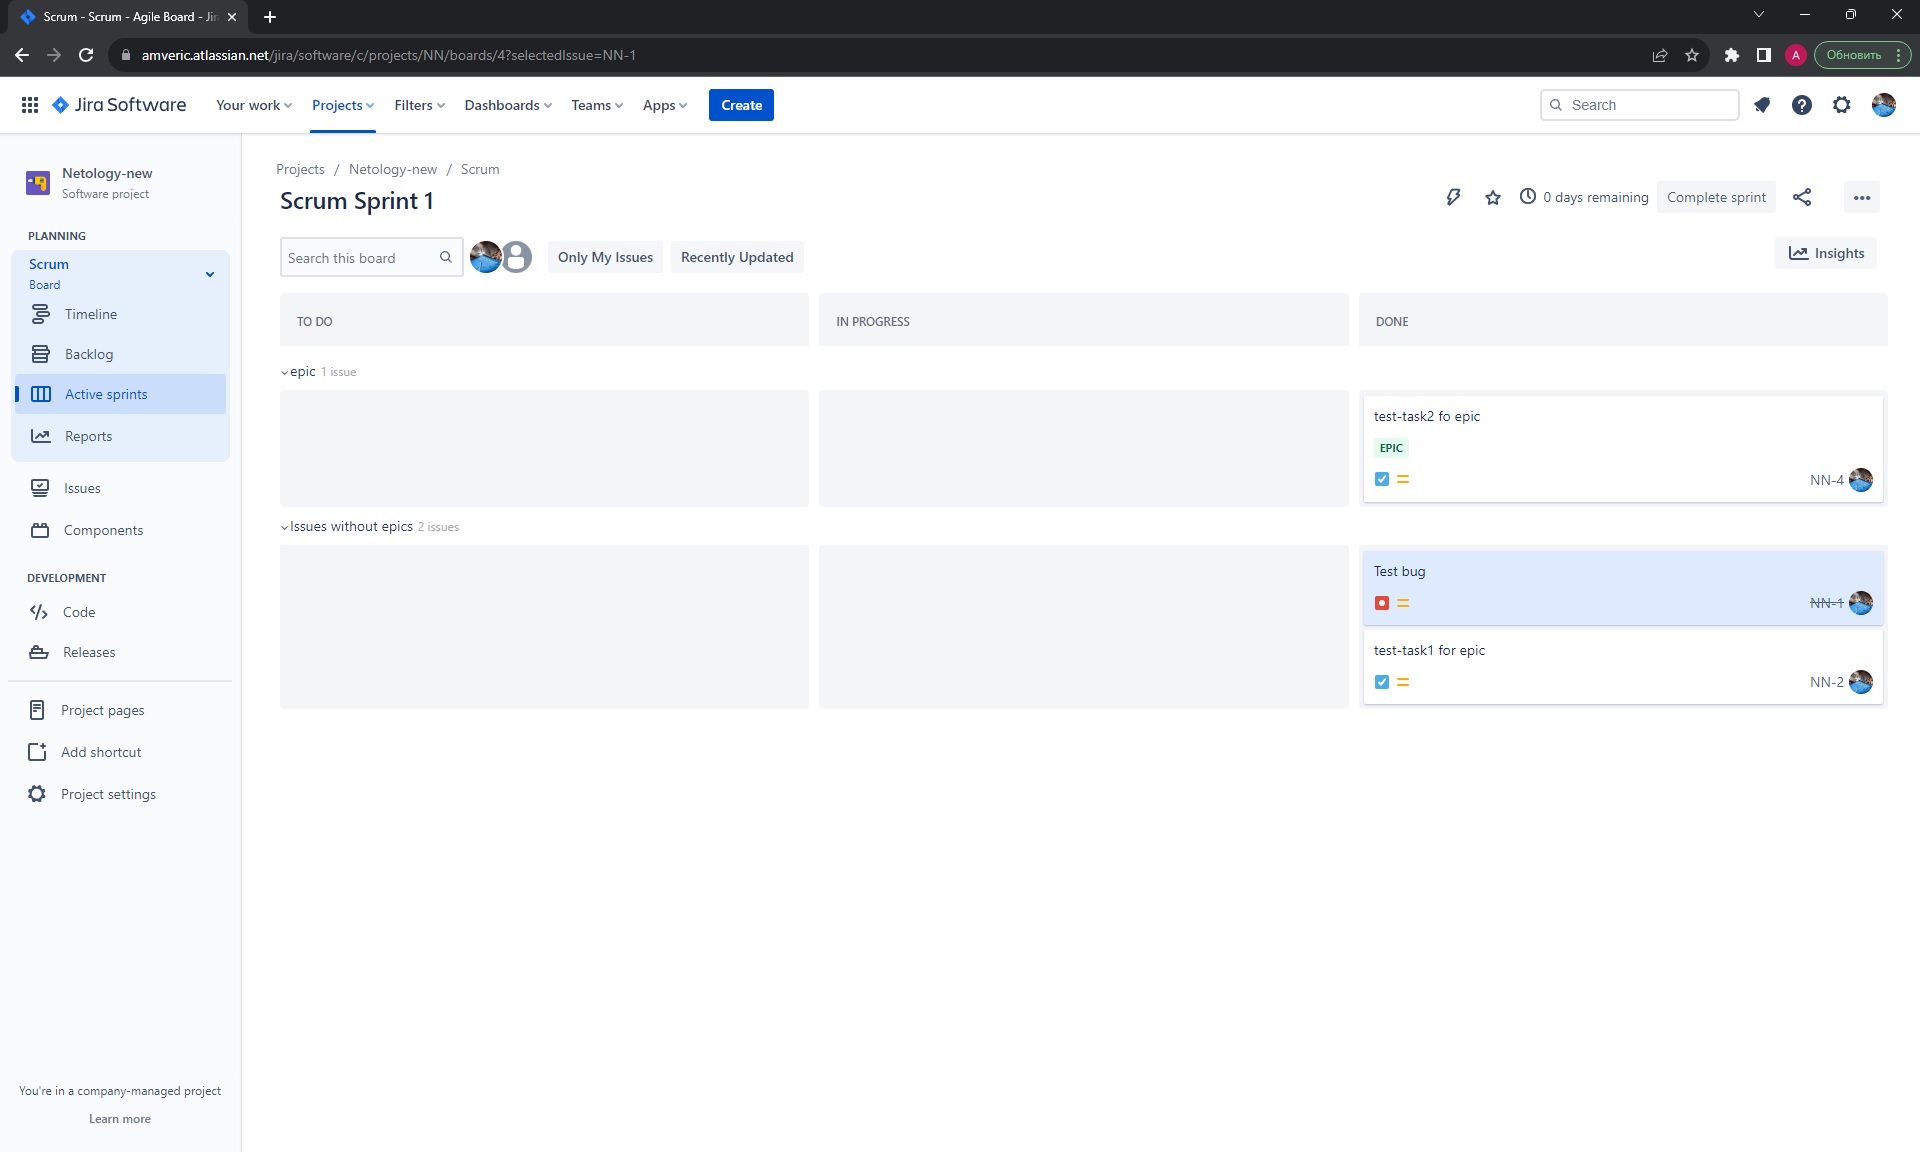 Scrum - Scrum - Agile Board - Jir
amveric.atlassian.net/jira/software/c/projects/NN/boards/4?selectedIssue=NN-1
A
Обновить
Jira Software
Your work
Projects
Filters
Dashboards
Teams
Apps
Create
Search
Netology-new
Software project
PLANNING
Scrum
Board
Timeline
Backlog
Active sprints
Reports
Issues
Components
DEVELOPMENT
Code
Releases
Project pages
Add shortcut
Project settings
You're in a company-managed project
Learn more
Projects / Netology-new / Scrum
Scrum Sprint 1
0 days remaining
Complete sprint
Search this board
Only My Issues
Recently Updated
Insights
TO DO
IN PROGRESS
DONE
epic 1 issue
test-task2 fo epic
EPIC
NN-4
Issues without epics 2 issues
Test bug
NN-1
test-task1 for epic
NN-2